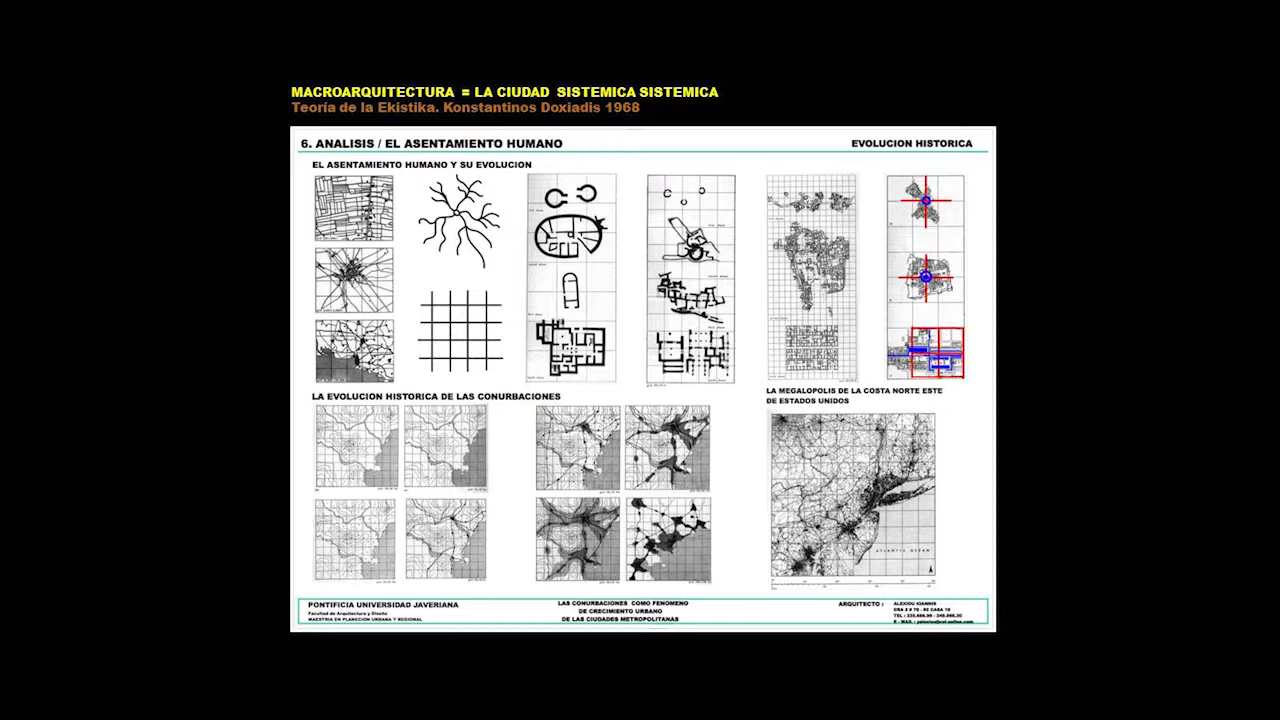 MACROARQUITECTURA = LA CIUDAD SISTEMICA SISTEMICA
Teoría de la Ekistika. Konstantinos Doxiadis 1968
6. ANALISIS / EL ASENTAMIENTO HUMANO
EVOLUCION HISTORICA
EL ASENTAMIENTO HUMANO Y SU EVOLUCION
LA EVOLUCION HISTORICA DE LAS CONURBACIONES
LA MEGALOPOLIS DE LA COSTA NORTE ESTE
DE ESTADOS UNIDOS
ATLANTIC OCEAN
PONTIFICIA UNIVERSIDAD JAVERIANA
Facultad de Arquitectura y Diseño
MAESTRIA EN PLANECION URBANA Y REGIONAL
LAS CONURBACIONES COMO FENOMENO
DE CRECIMIENTO URBANO
DE LAS CIUDADES METROPOLITANAS
ARQUITECTO :
ALEXIOU IOANNIS